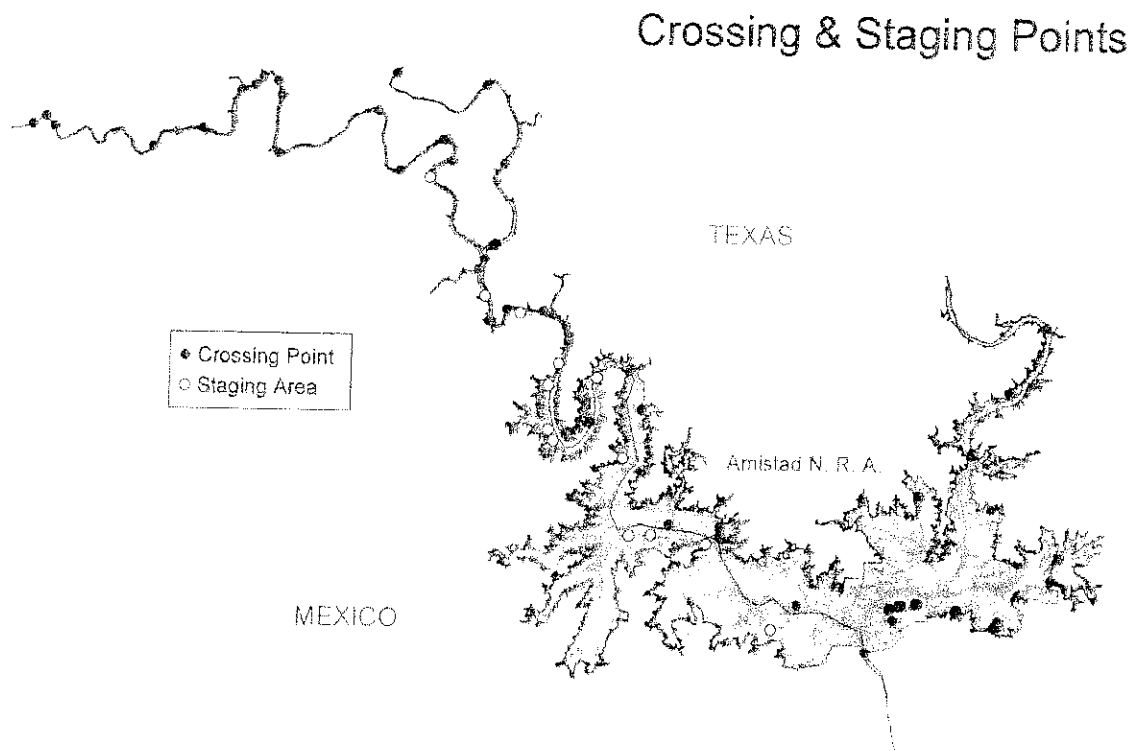 Crossing & Staging Points
TEXAS
Crossing Point
Staging Area
Amistad N. R. A.
MEXICO